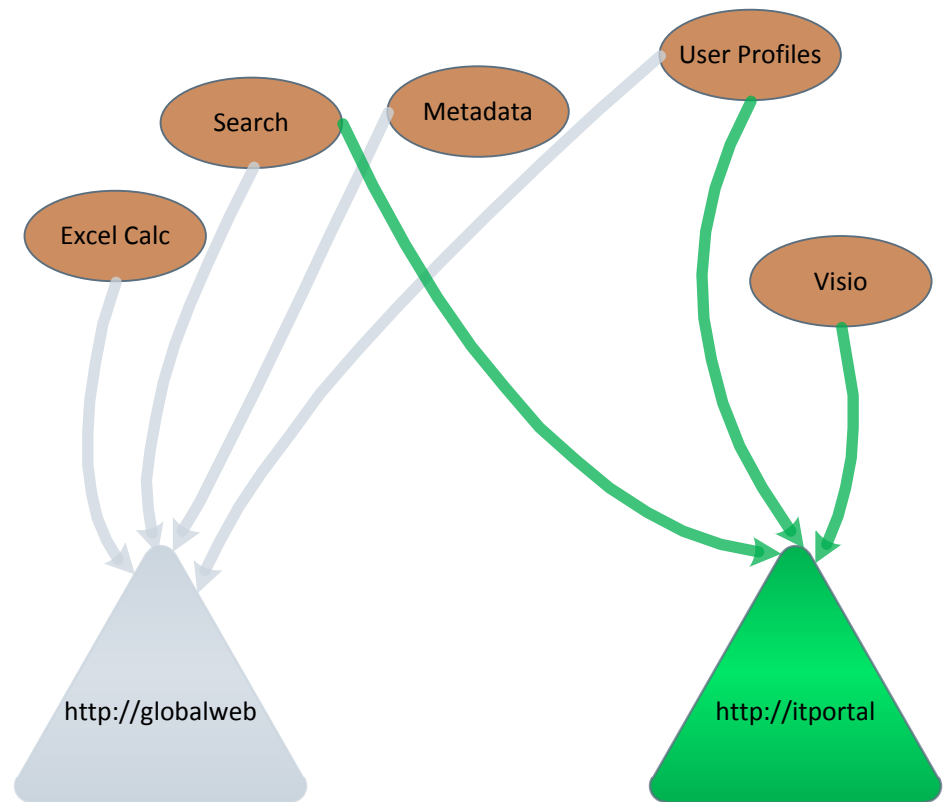 User Profiles
Search
Metadata
Excel Calc
Visio
http://globalweb
http://itportal